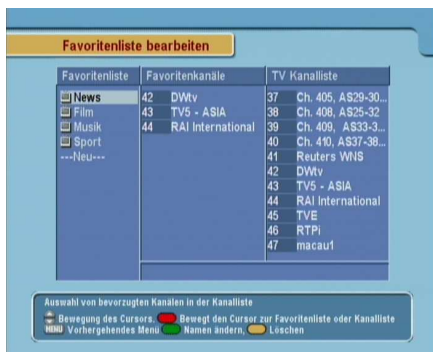 Favoritenliste bearbeiten
Favoritenliste
News
Film
Musik
Sport
---Neu---
Favoritenkanäle
42 DWtv
43 TV5 - ASIA
44 RAI International
TV Kanalliste
37 Ch. 405, AS29-30...
38 Ch. 408, AS25-32
39 Ch. 409, AS33-3...
40 Ch. 410, AS37-38...
41 Reuters WNS
42 DWtv
43 TV5 - ASIA
44 RAI International
45 TVE
46 RTPi
47 macau1
Auswahl von bevorzugten Kanälen in der Kanalliste
Bewegung des Cursors. Bewegt den Cursor zur Favoritenliste oder Kanalliste
MENU Vorhergehendes Menü Namen ändern, Löschen